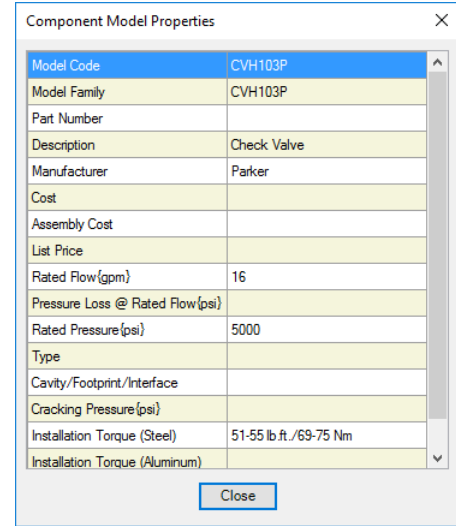 Component Model Properties
Model Code CVH103P
Model Family CVH103P
Part Number
Description Check Valve
Manufacturer Parker
Cost
Assembly Cost
List Price
Rated Flow{gpm} 16
Pressure Loss @ Rated Flow{psi}
Rated Pressure{psi} 5000
Type
Cavity/Footprint/Interface
Cracking Pressure{psi}
Installation Torque (Steel) 51-55 lb.ft./69-75 Nm
Installation Torque (Aluminum)
Close